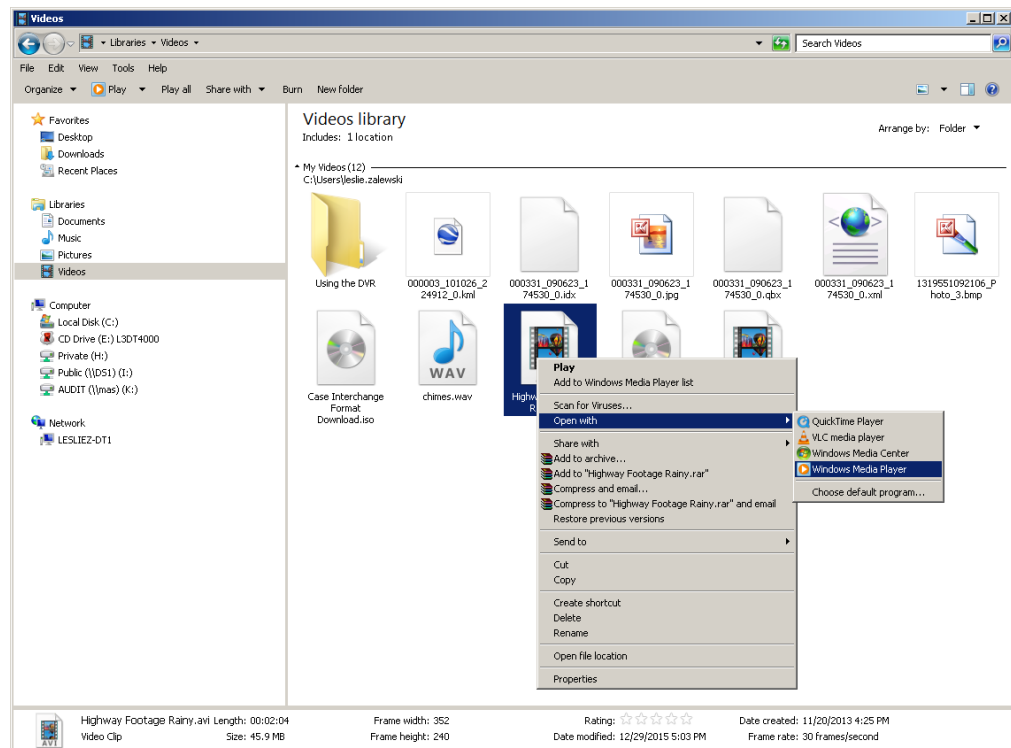 Videos
Libraries Videos
Search Videos
File Edit View Tools Help
Organize Play Play all Share with Burn New folder
Favorites
Desktop
Downloads
Recent Places
Libraries
Documents
Music
Pictures
Videos
Computer
Local Disk (C:)
CD Drive (E:) L3DT4000
Private (H:)
Public (\\DS1) (I:)
AUDIT (\\mas) (K:)
Network
LESLIEZ-DT1
Videos library
Includes: 1 location
Arrange by: Folder
My Videos (12)
C:\Users\leslie.zalewski
Using the DVR
000003_101026_2
24912_0.kml
000331_090623_1
74530_0.idx
000331_090623_1
74530_0.jpg
000331_090623_1
74530_0.qbx
000331_090623_1
74530_0.xml
1319551092106_P
hoto_3.bmp
WAV
Case Interchange
Format
Download.iso
chimes.wav
Play
Add to Windows Media Player list
Scan for Viruses...
Open with
Share with
Add to archive...
Add to "Highway Footage Rainy.rar"
Compress and email...
Compress to "Highway Footage Rainy.rar" and email
Restore previous versions
Send to
Cut
Copy
Create shortcut
Delete
Rename
Open file location
Properties
QuickTime Player
VLC media player
Windows Media Center
Windows Media Player
Choose default program...
AVI
Highway Footage Rainy.avi Length: 00:02:04 Frame width: 352 Rating: Date created: 11/20/2013 4:25 PM
Video Clip Size: 45.9 MB Frame height: 240 Date modified: 12/29/2015 5:03 PM Frame rate: 30 frames/second